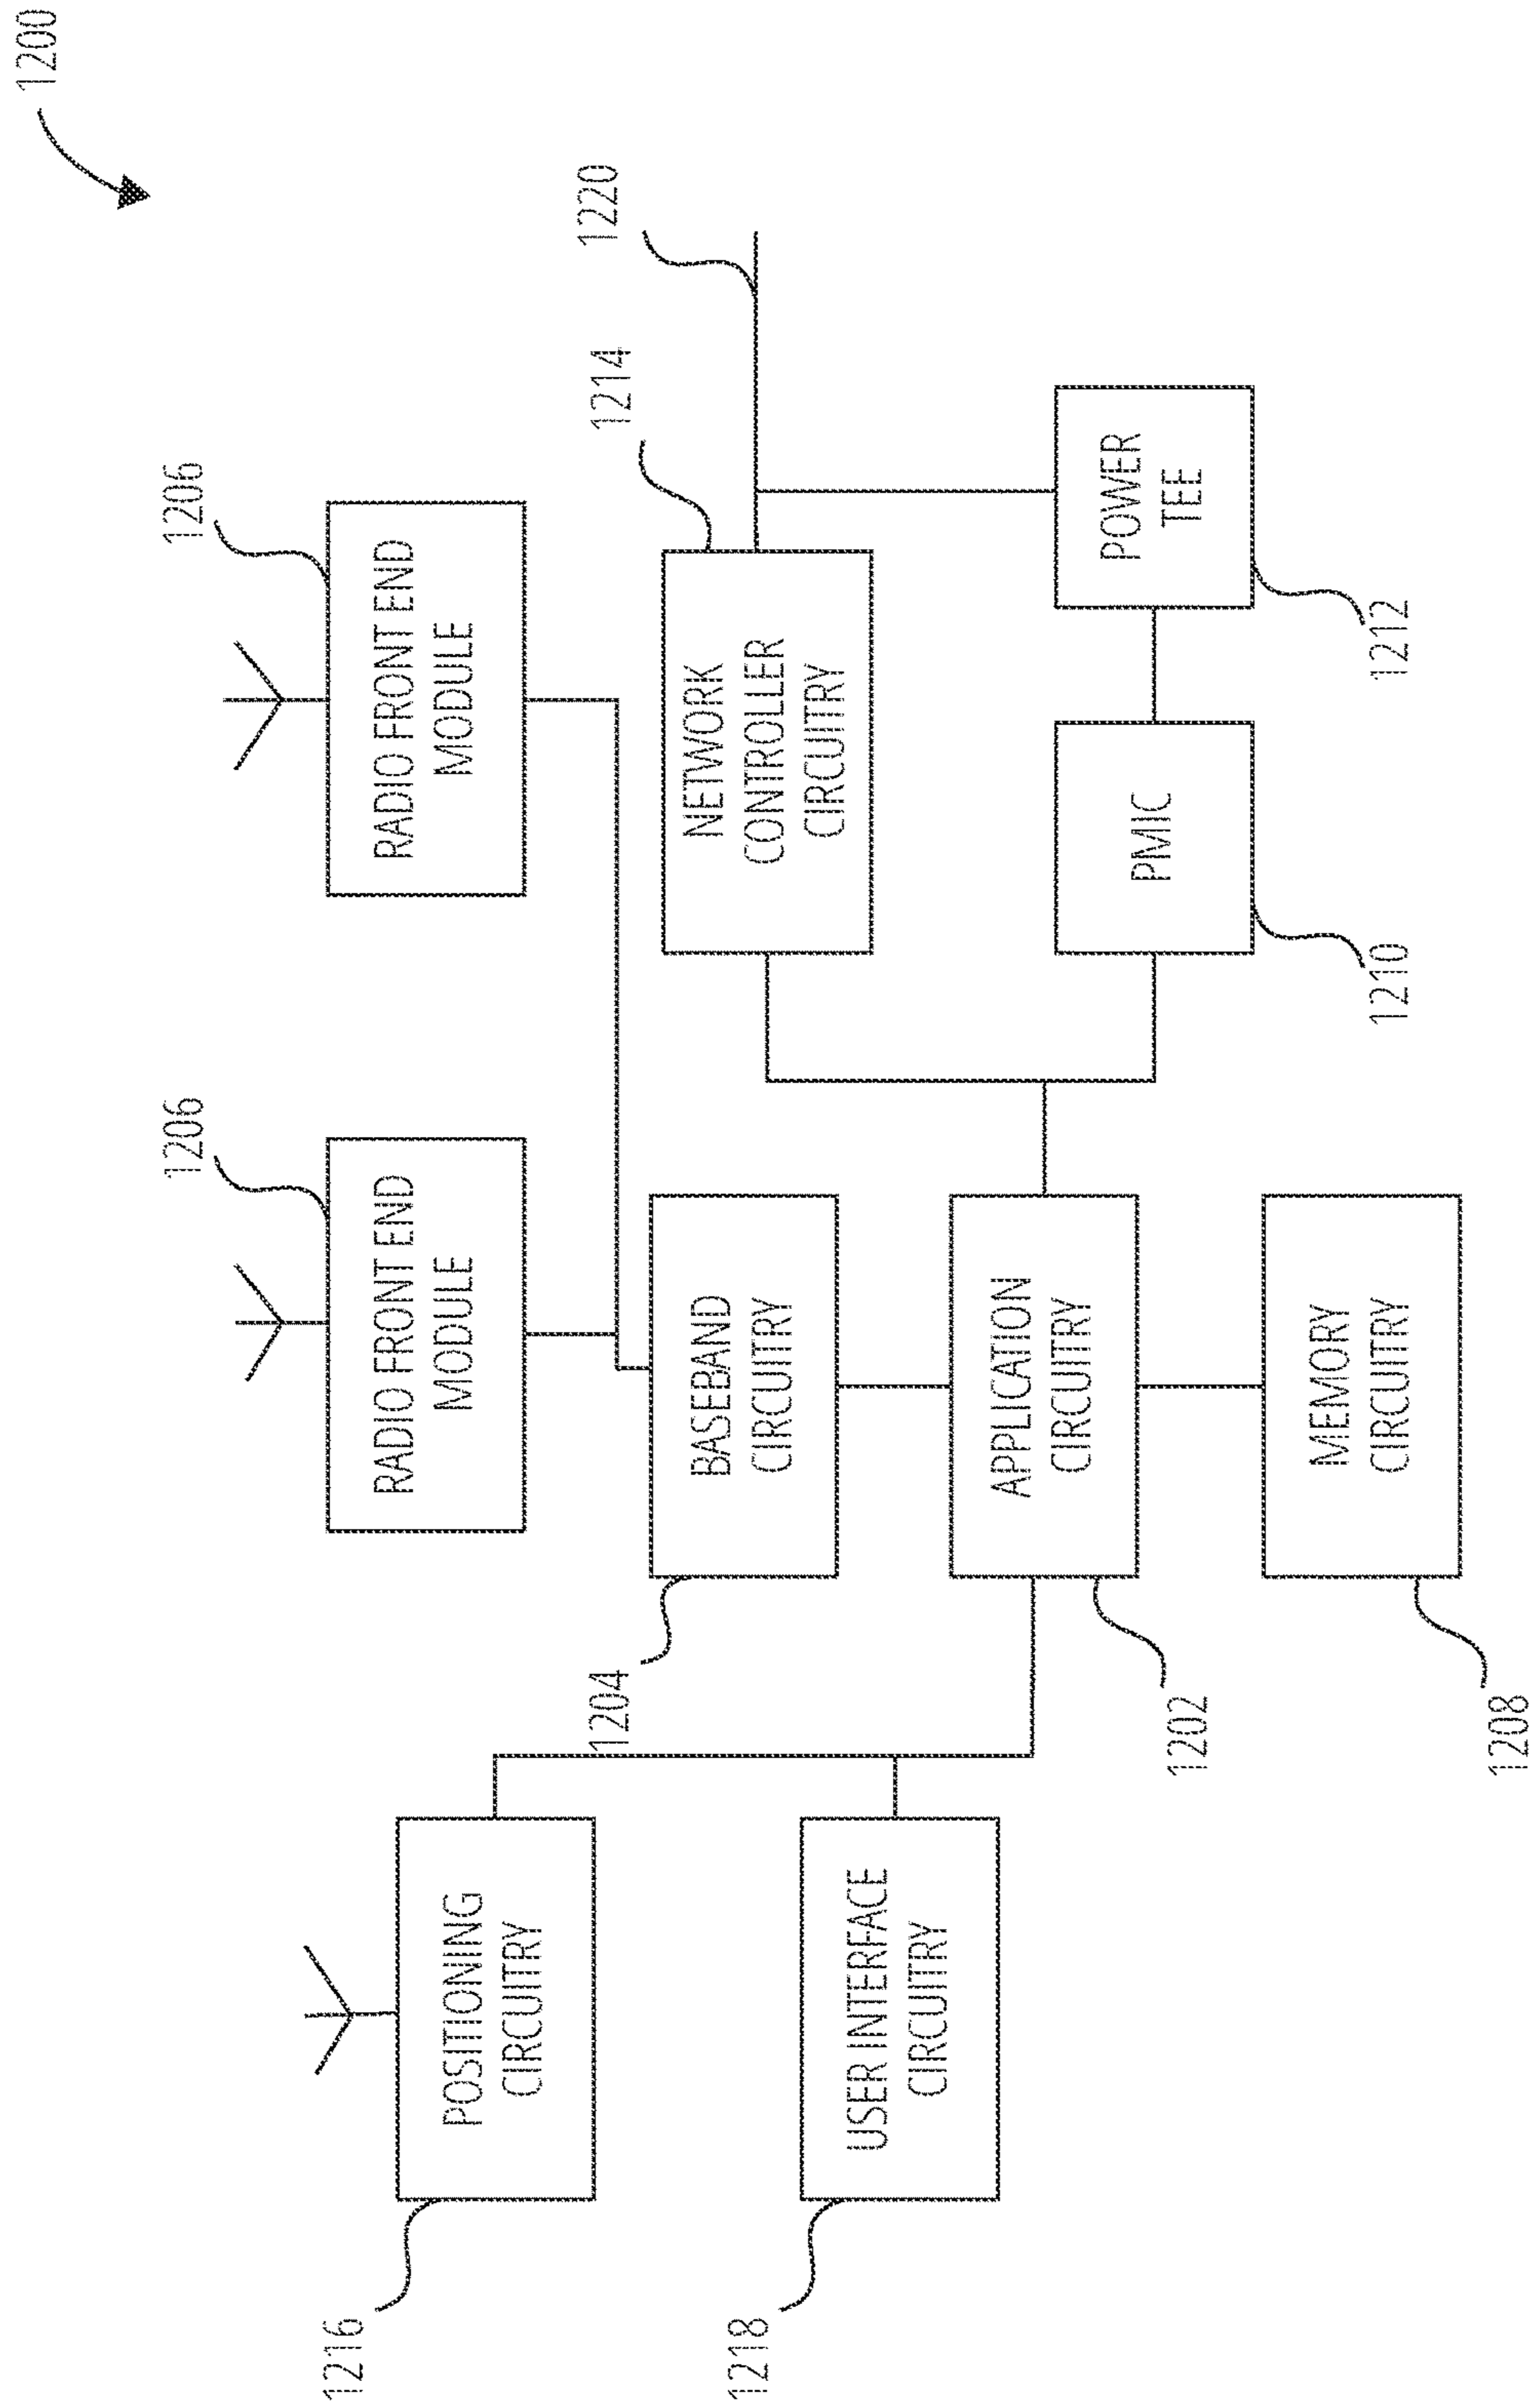 1200
1206
1206
RADIO FRONT END
MODULE
RADIO FRONT END
MODULE
1220
1214
1216
POSITIONING
CIRCUITRY
1204
BASEBAND
CIRCUITRY
NETWORK
CONTROLLER
CIRCUITRY
1218
USER INTERFACE
CIRCUITRY
APPLICATION
CIRCUITRY
PMIC
POWER
TEE
1202
1210
1212
MEMORY
CIRCUITRY
1208